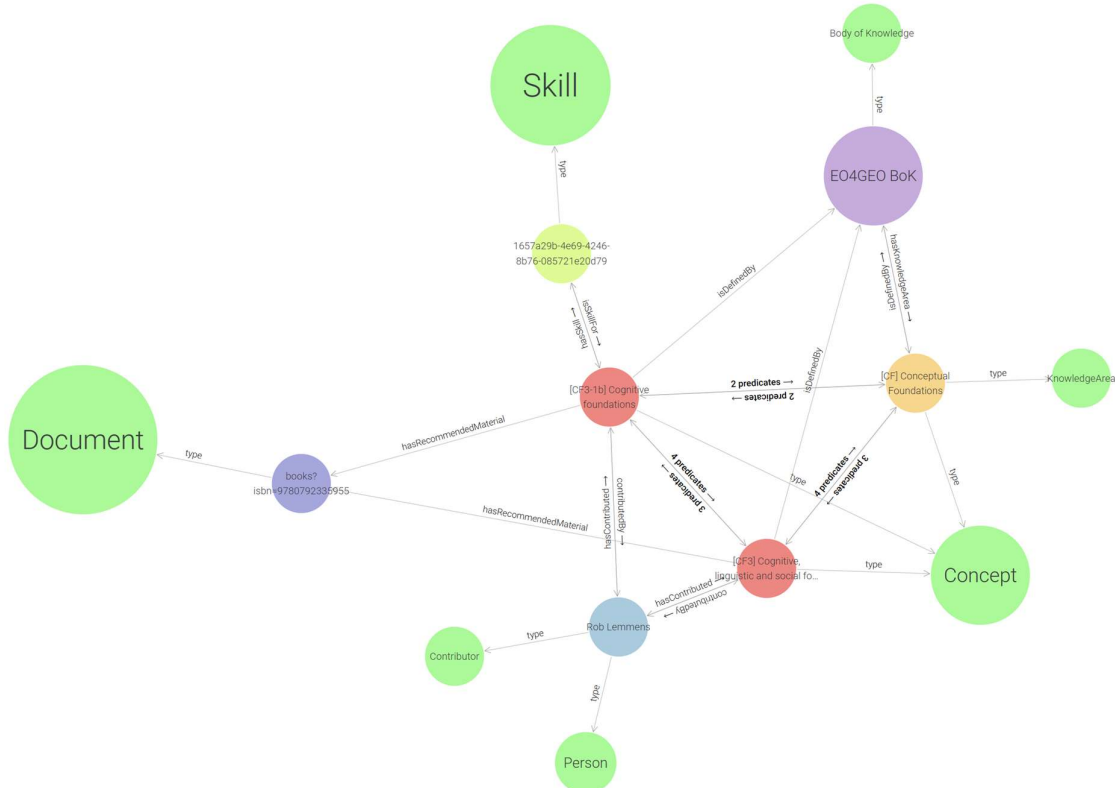 Body of Knowledge
Skill
type
type
EO4GEO BoK
1657a29b-4e69-4246-
8b76-085721e20d79
hasKnowledgeArea →
isDefinedBy →
isDefinedBy
isSkillFor →
hasSkill →
isDefinedBy
[CF3-1b] Cognitive
foundations
2 predicates →
2 predicates →
[CF] Conceptual
Foundations
type
KnowledgeArea
Document
hasRecommendedMaterial
type
books?
isbn=9780792335955
4 predicates →
3 predicates →
type
4 predicates →
3 predicates →
type
hasRecommendedMaterial
contributedBy →
hasContributed →
[CF3] Cognitive,
linguistic and social fo...
type
Concept
hasContributed →
contributedBy →
Rob Lemmens
type
Contributor
type
Person